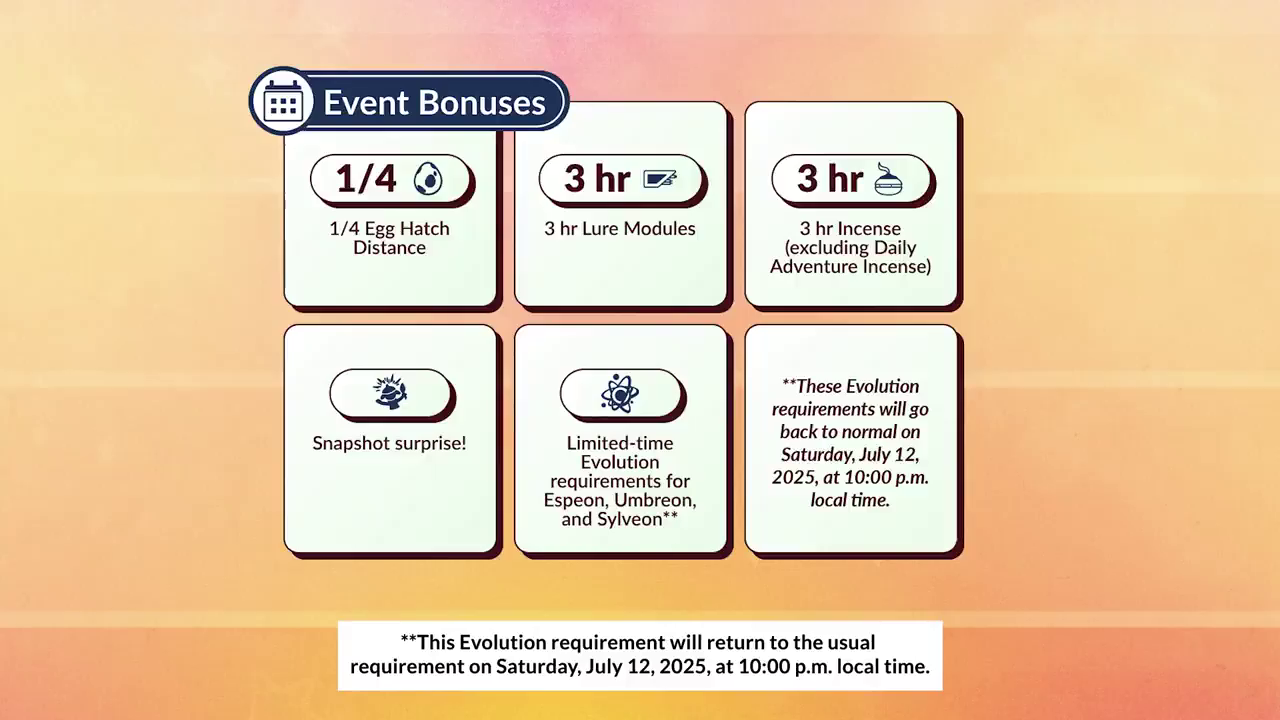 Event Bonuses
1/4
1/4 Egg Hatch
Distance
3 hr
3 hr Lure Modules
3 hr
3 hr Incense
(excluding Daily
Adventure Incense)
Snapshot surprise!
Limited-time
Evolution
requirements for
Espeon, Umbreon,
and Sylveon**
**These Evolution
requirements will go
back to normal on
Saturday, July 12,
2025, at 10:00 p.m.
local time.
**This Evolution requirement will return to the usual
requirement on Saturday, July 12, 2025, at 10:00 p.m. local time.